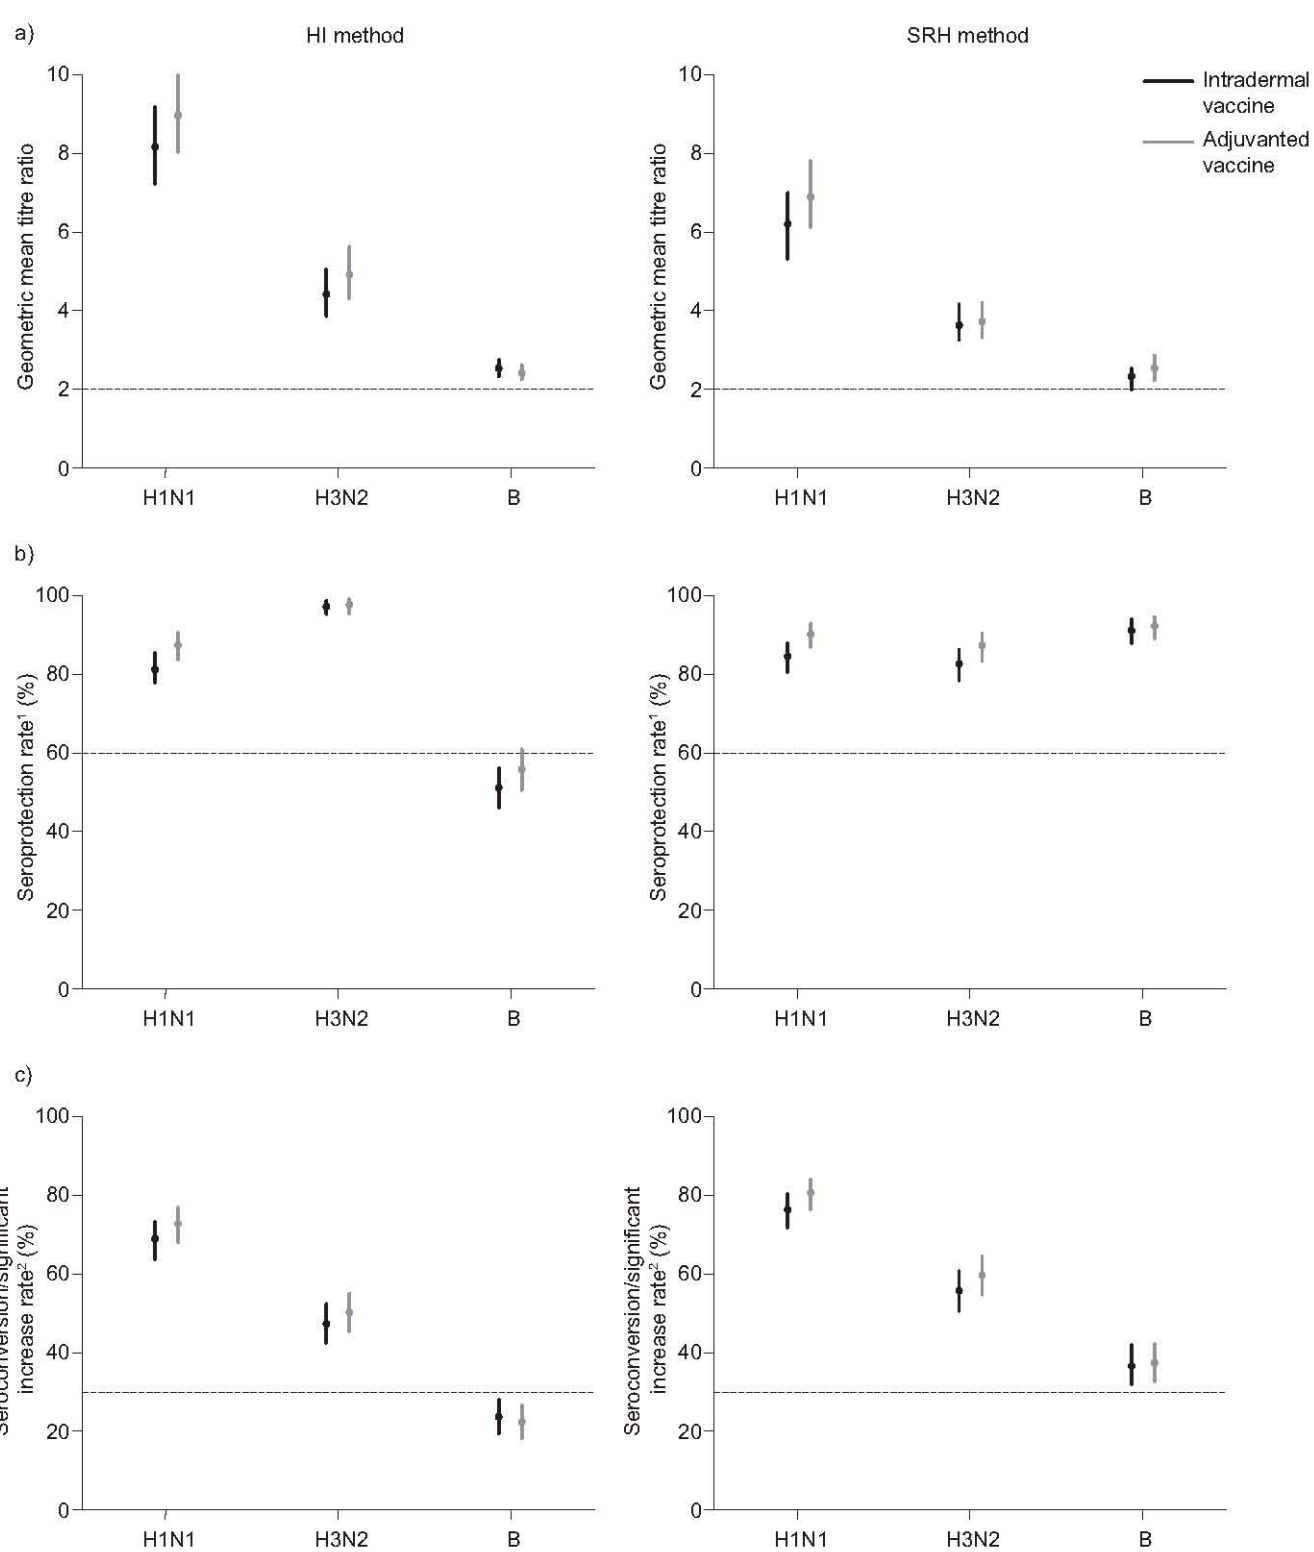 a)
HI method
SRH method
Intradermal
vaccine
Adjuvanted
vaccine
Geometric mean titre ratio
10
8
6
4
2
0
H1N1 H3N2 B
Geometric mean titre ratio
10
8
6
4
2
0
H1N1 H3N2 B
b)
Seroprotection rate¹ (%)
100
80
60
40
20
0
H1N1 H3N2 B
Seroprotection rate¹ (%)
100
80
60
40
20
0
H1N1 H3N2 B
c)
Seroconversion/significant
increase rate² (%)
100
80
60
40
20
0
H1N1 H3N2 B
Seroconversion/significant
increase rate² (%)
100
80
60
40
20
0
H1N1 H3N2 B